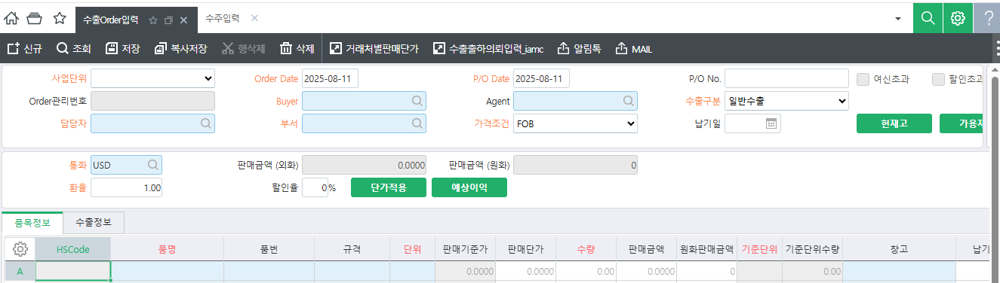 수출Order입력 수주입력
신규 조회 저장 복사저장 행삭제 삭제 거래처별판매단가 수출출하의뢰입력_iamc 알림톡 MAIL
사업단위 Order Date 2025-08-11 P/O Date 2025-08-11 P/O No. 여신초과 할인초과
Order관리번호 Buyer Agent 수출구분 일반수출
담당자 부서 가격조건 FOB 납기일 현재고 가용재
통화 USD 판매금액 (외화) 0.0000 판매금액 (원화) 0
환율 1.00 할인율 0% 단가적용 예상이익
품목정보 수출정보
HSCode 품명 품번 규격 단위 판매기준가 판매단가 수량 판매금액 원화판매금액 기준단위 기준단위수량 창고 납기
A 0.0000 0.0000 0.00 0.0000 0 0.00